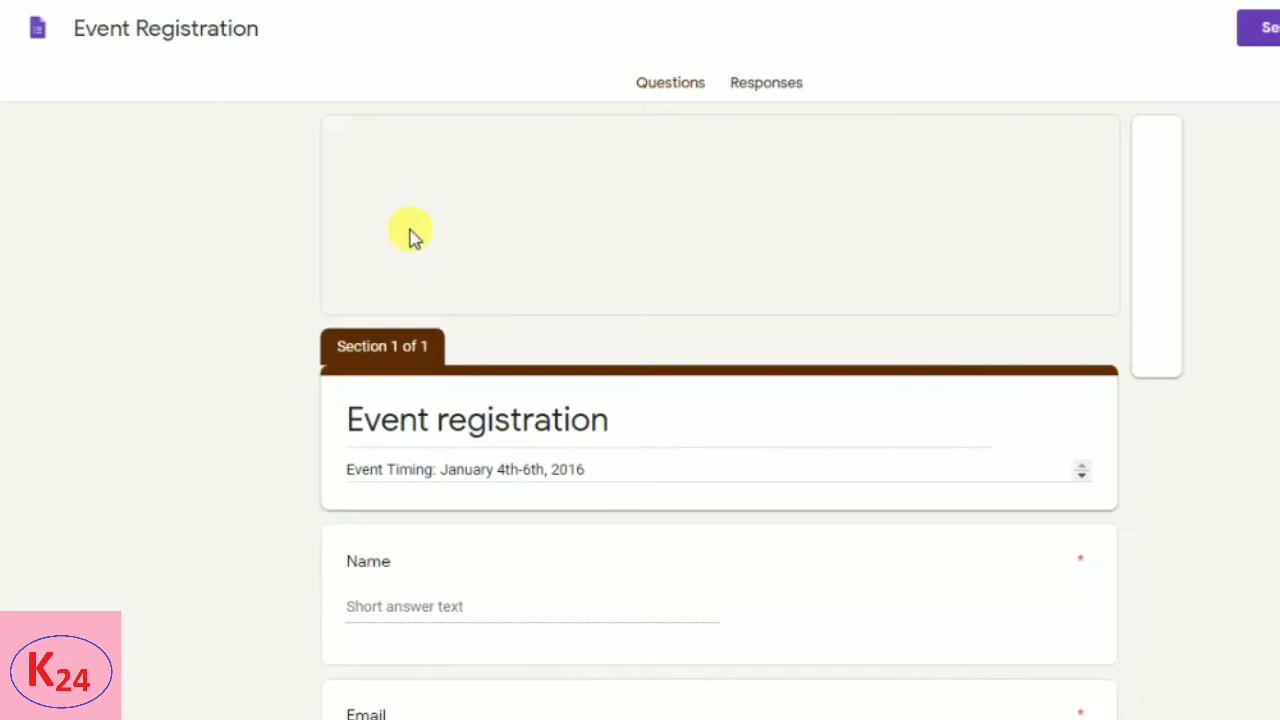 Event Registration
Se
Questions Responses
Section 1 of 1
Event registration
Event Timing: January 4th-6th, 2016
Name *
Short answer text
Email *
K24